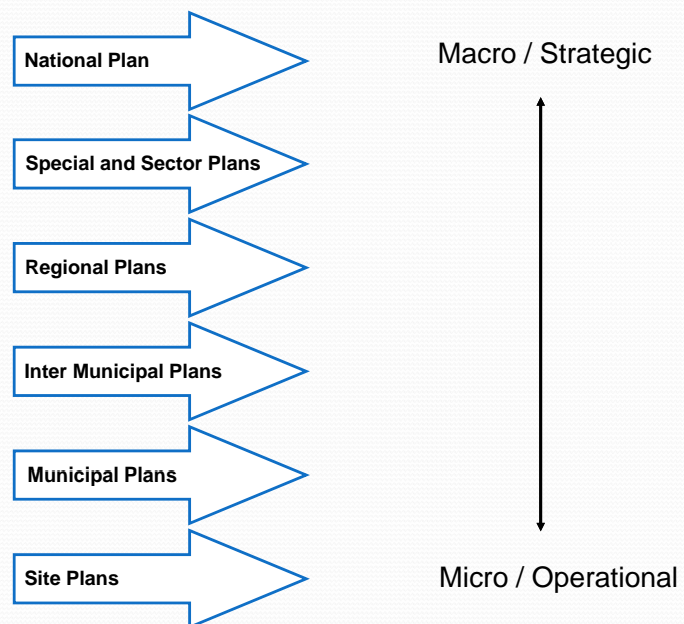 National Plan
Macro / Strategic
Special and Sector Plans
Regional Plans
Inter Municipal Plans
Municipal Plans
Site Plans
Micro / Operational